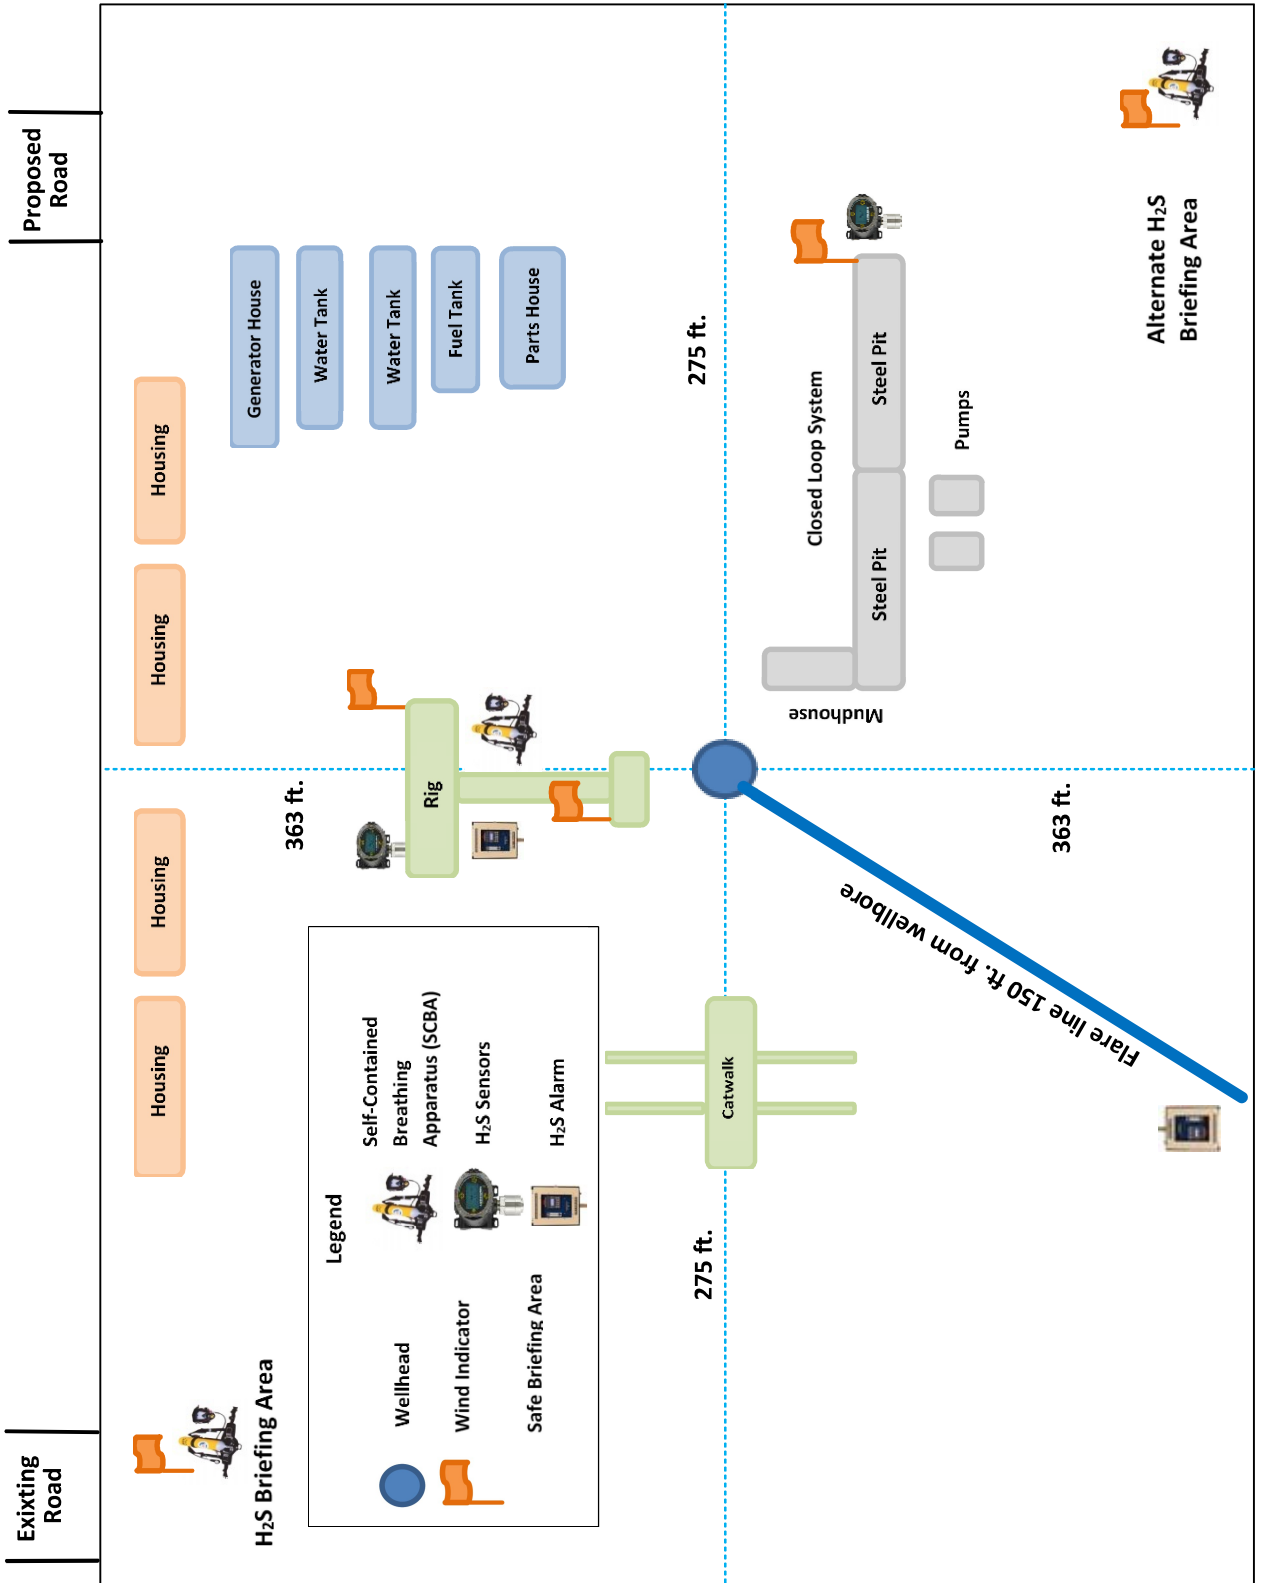 Exixting
Road
Proposed
Road
Housing
Housing
Housing
Housing
Generator House
Water Tank
Water Tank
Fuel Tank
Parts House
363 ft.
Rig
275 ft.
275 ft.
363 ft.
Closed Loop System
Steel Pit
Steel Pit
Pumps
Mudhouse
Alternate H₂S
Briefing Area
Flare line 150 ft. from wellbore
Catwalk
H₂S Briefing Area
Legend
Wellhead
Wind Indicator
Safe Briefing Area
Self-Contained
Breathing
Apparatus (SCBA)
H₂S Sensors
H₂S Alarm